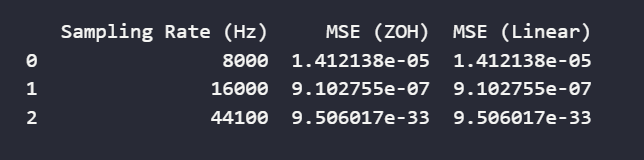 Sampling Rate (Hz) MSE (ZOH) MSE (Linear)
0 8000 1.412138e-05 1.412138e-05
1 16000 9.102755e-07 9.102755e-07
2 44100 9.506017e-33 9.506017e-33